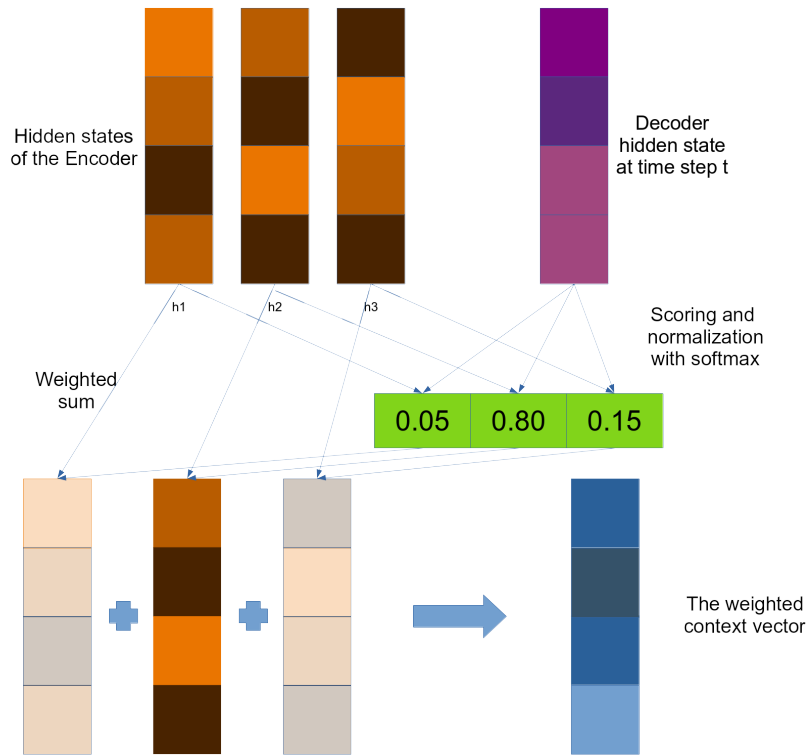 Hidden states
of the Encoder
Decoder
hidden state
at time step t
h1
h2
h3
Scoring and
normalization
with softmax
Weighted
sum
0.05 0.80 0.15
The weighted
context vector